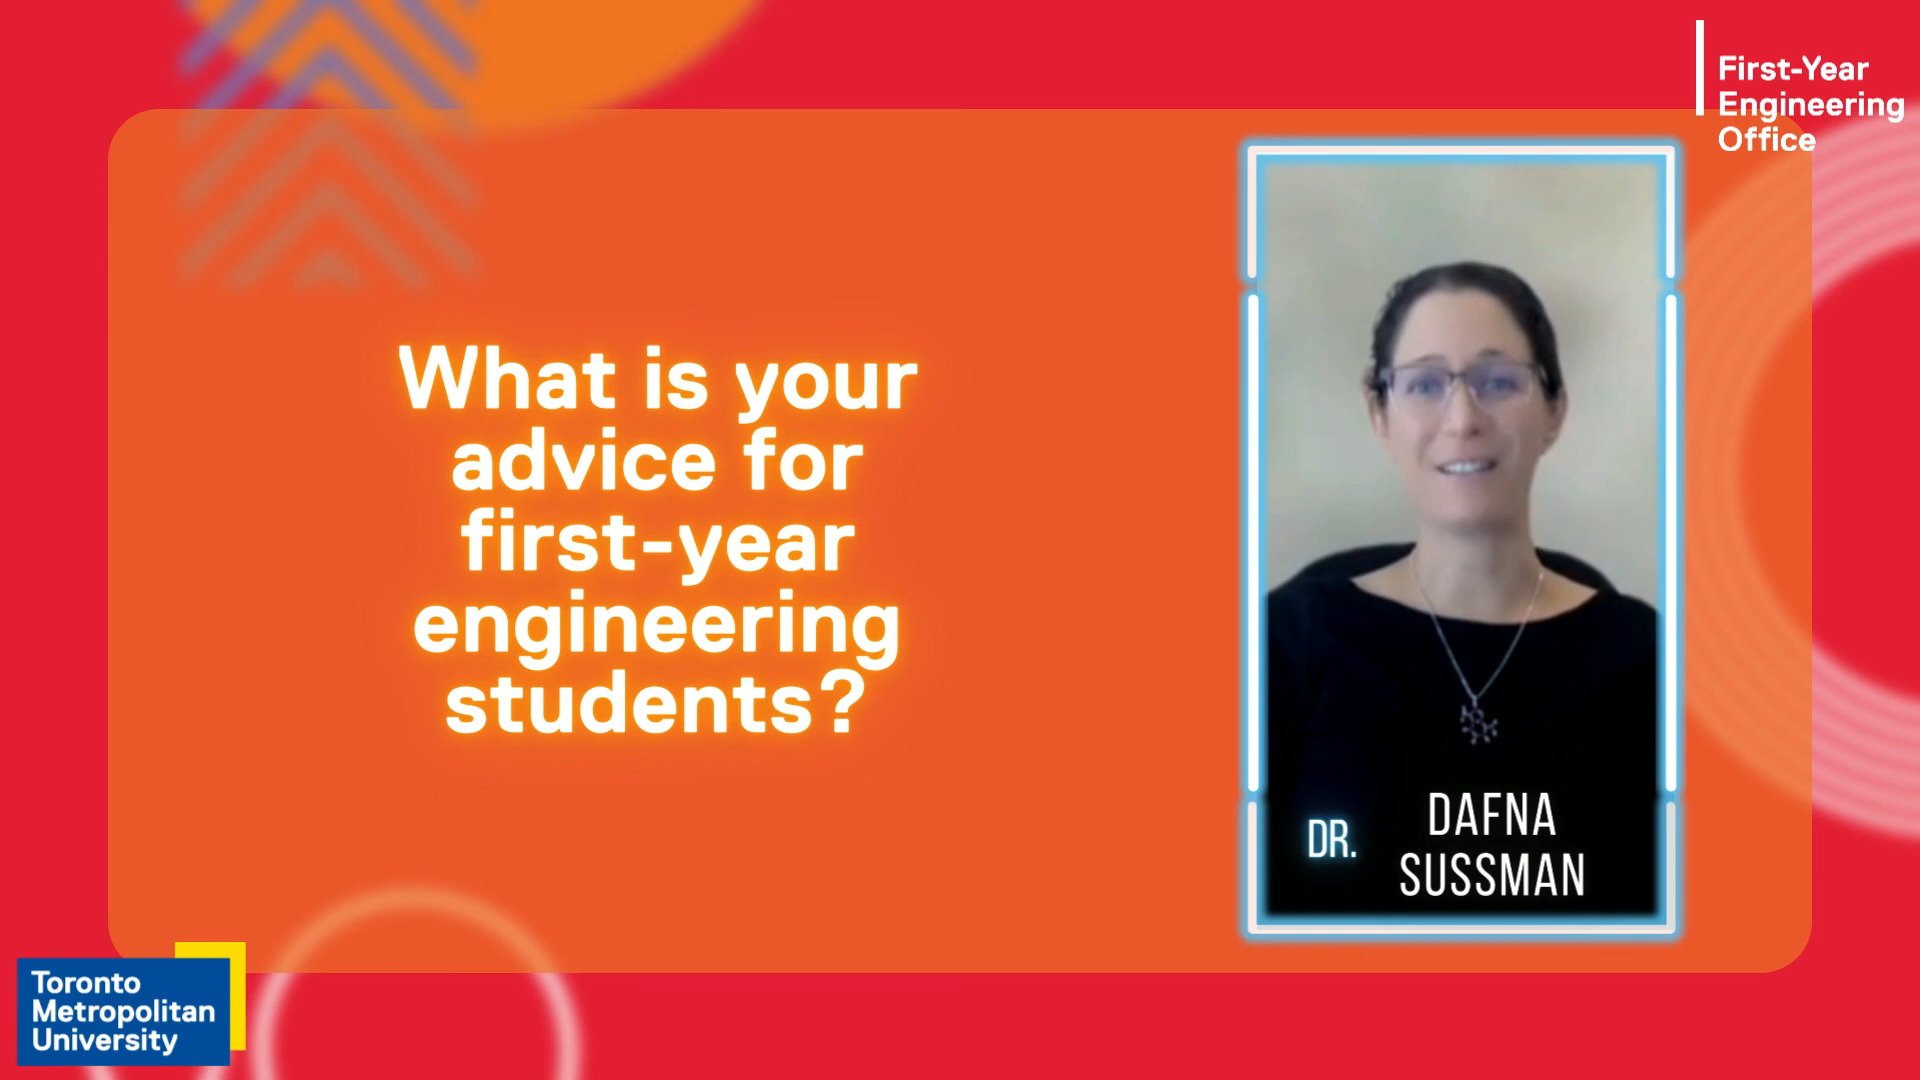 First-Year
Engineering
Office
What is your
advice for
first-year
engineering
students?
DR.
DAFNA
SUSSMAN
Toronto
Metropolitan
University